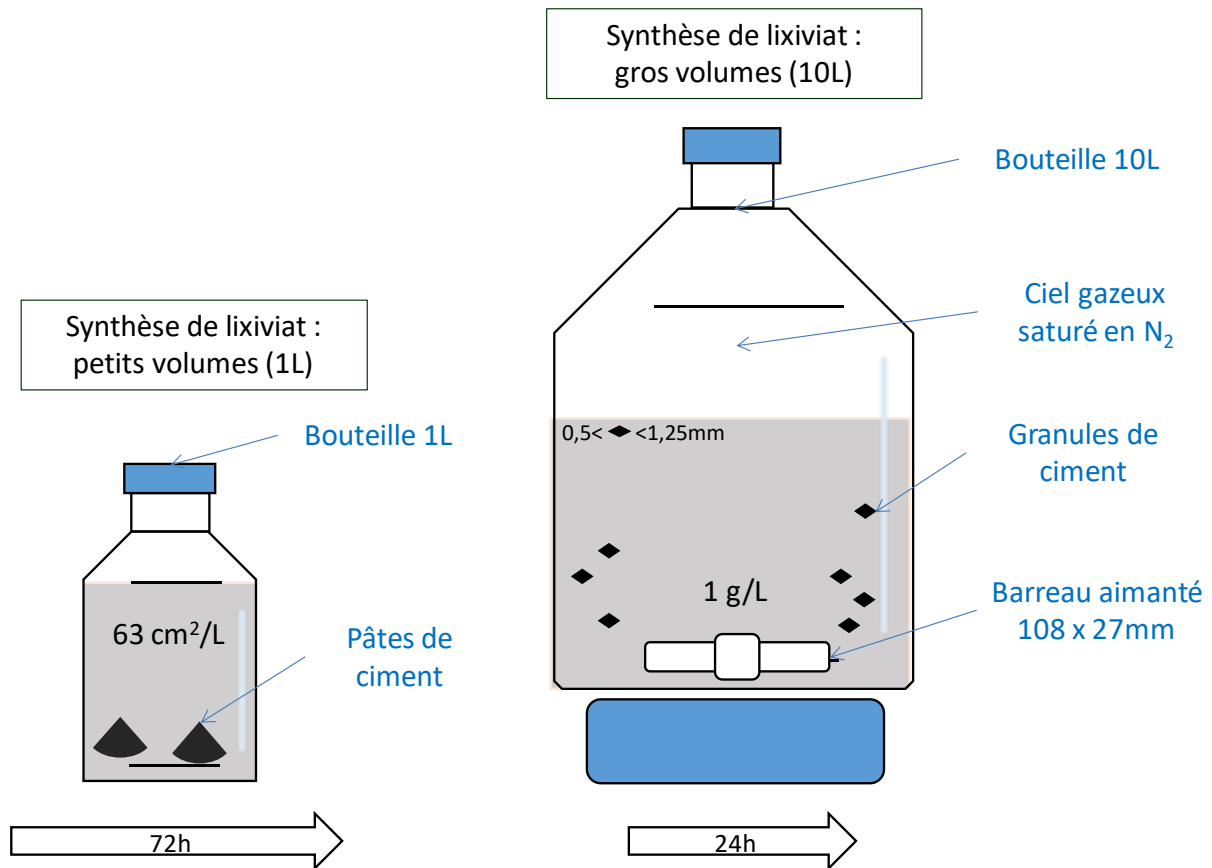 Synthèse de lixiviat :
gros volumes (10L)
Bouteille 10L
Ciel gazeux
saturé en N₂
0,5< <1,25mm
Granules de
ciment
1 g/L
Barreau aimanté
108 x 27mm
24h
Synthèse de lixiviat :
petits volumes (1L)
Bouteille 1L
63 cm²/L
Pâtes de
ciment
72h